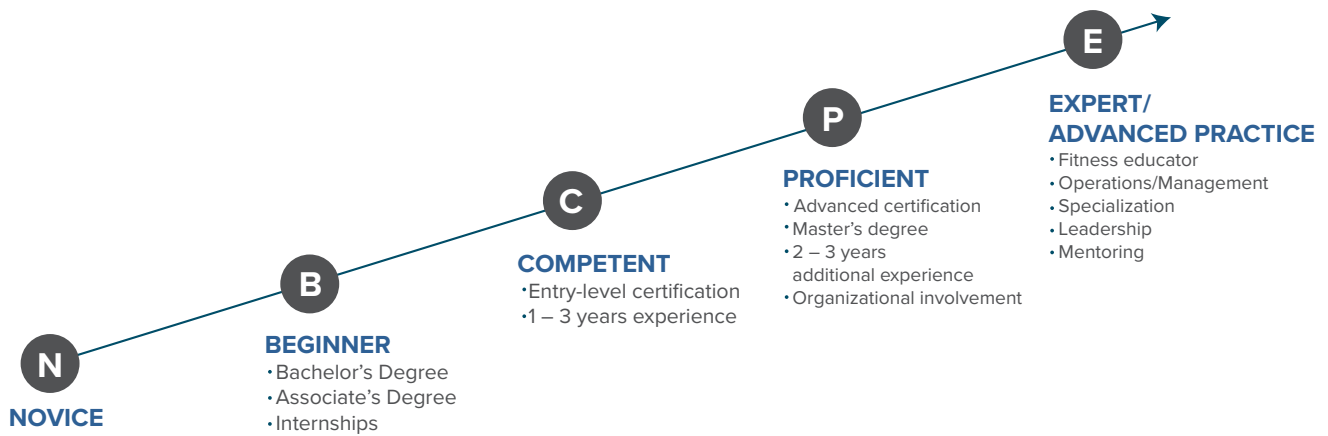 N
NOVICE
B
BEGINNER
• Bachelor’s Degree
• Associate’s Degree
• Internships
C
COMPETENT
• Entry-level certification
• 1 – 3 years experience
P
PROFICIENT
• Advanced certification
• Master’s degree
• 2 – 3 years
additional experience
• Organizational involvement
E
EXPERT/
ADVANCED PRACTICE
• Fitness educator
• Operations/Management
• Specialization
• Leadership
• Mentoring